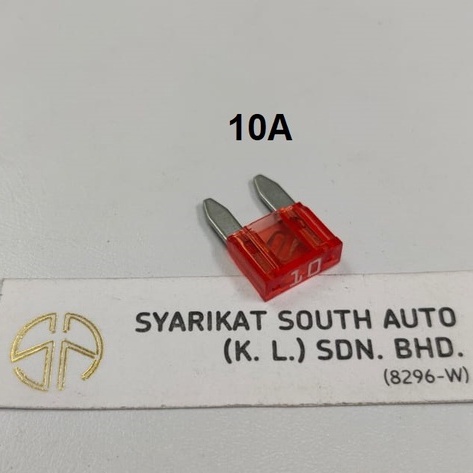 10A
10
SYARIKAT SOUTH AUTO
(K. L.) SDN. BHD.
(8296-W)